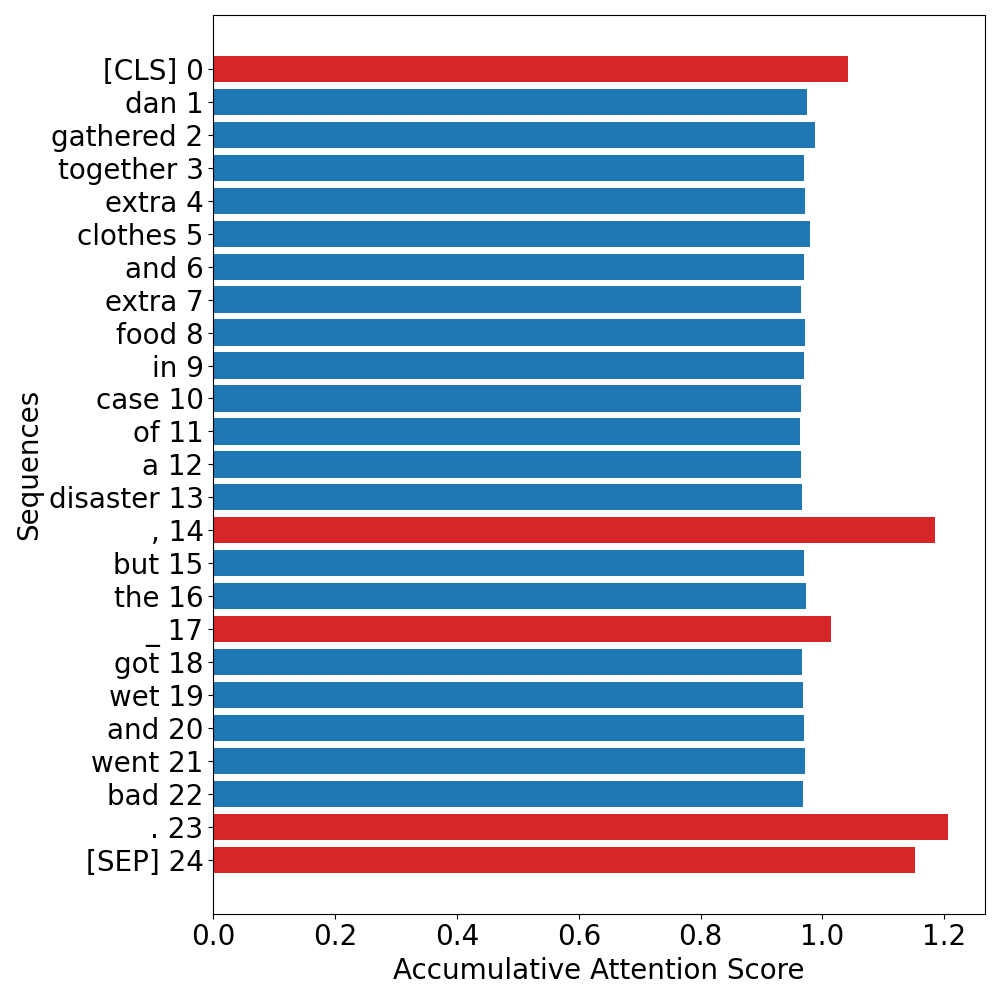 [CLS] 0
dan 1
gathered 2
together 3
extra 4
clothes 5
and 6
extra 7
food 8
in 9
case 10
of 11
a 12
disaster 13
, 14
but 15
the 16
_ 17
got 18
wet 19
and 20
went 21
bad 22
. 23
[SEP] 24
Sequences
0.0 0.2 0.4 0.6 0.8 1.0 1.2
Accumulative Attention Score